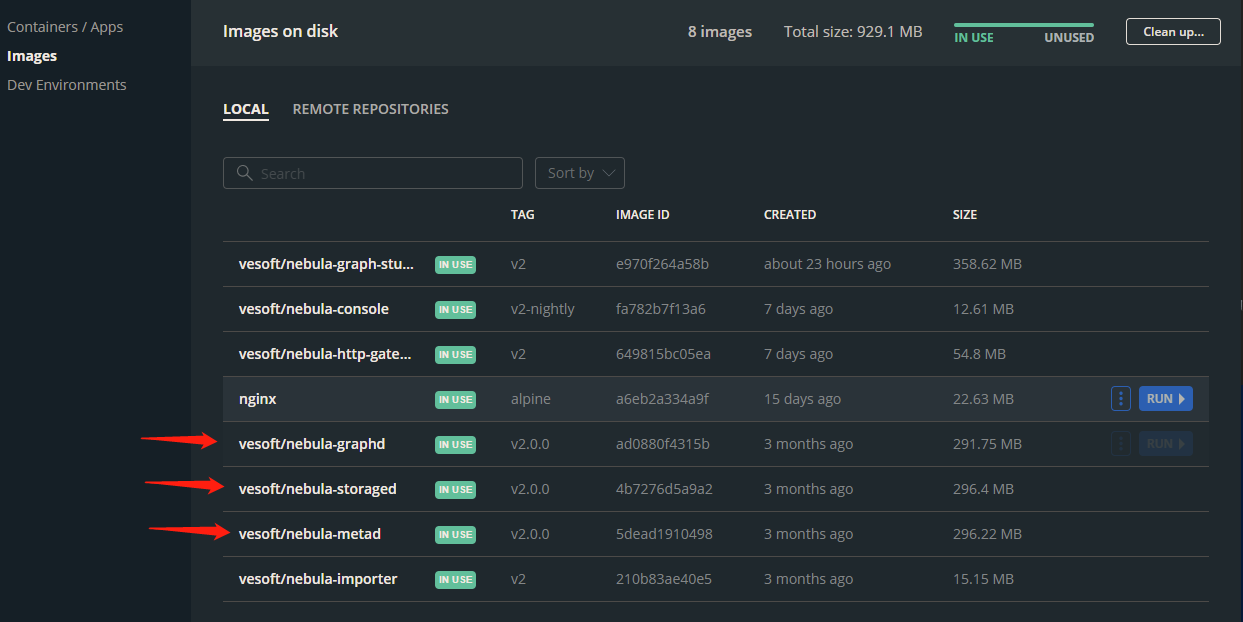 Containers / Apps
Images
Dev Environments
Images on disk
8 images Total size: 929.1 MB IN USE UNUSED Clean up...
LOCAL REMOTE REPOSITORIES
Search Sort by
TAG IMAGE ID CREATED SIZE
vesoft/nebula-graph-stu... IN USE v2 e970f264a58b about 23 hours ago 358.62 MB
vesoft/nebula-console IN USE v2-nightly fa782b7f13a6 7 days ago 12.61 MB
vesoft/nebula-http-gate... IN USE v2 649815bc05ea 7 days ago 54.8 MB
nginx IN USE alpine a6eb2a334a9f 15 days ago 22.63 MB RUN
vesoft/nebula-graphd IN USE v2.0.0 ad0880f4315b 3 months ago 291.75 MB RUN
vesoft/nebula-storaged IN USE v2.0.0 4b7276d5a9a2 3 months ago 296.4 MB
vesoft/nebula-metad IN USE v2.0.0 5dead1910498 3 months ago 296.22 MB
vesoft/nebula-importer IN USE v2 210b83ae40e5 3 months ago 15.15 MB